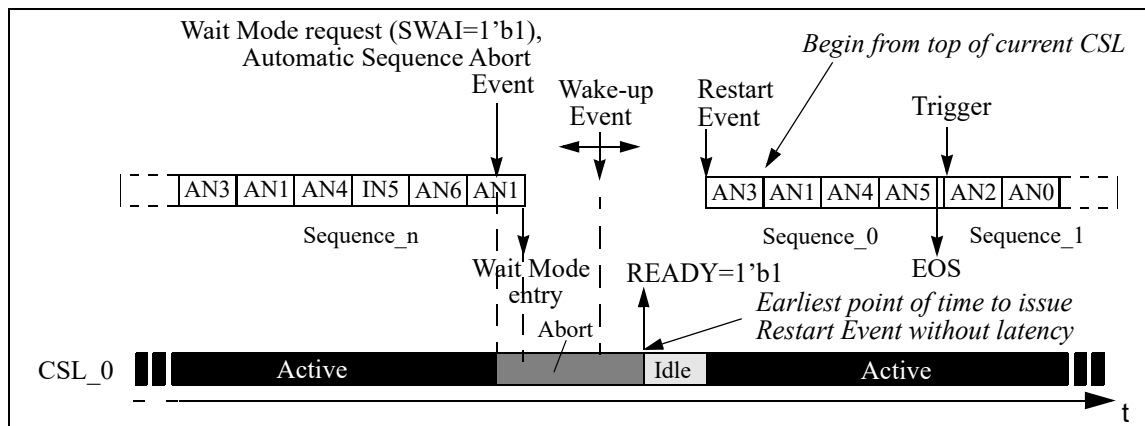 Wait Mode request (SWAI=1’b1),
Automatic Sequence Abort
Event
Wake-up
Event
Restart
Event
Begin from top of current CSL
Trigger
AN3 AN1 AN4 IN5 AN6 AN1
AN3 AN1 AN4 AN5 AN2 AN0
Sequence_n
Sequence_0
Sequence_1
Wait Mode
entry
READY=1’b1
EOS
Earliest point of time to issue
Restart Event without latency
Abort
CSL_0
Active
Idle
Active
t